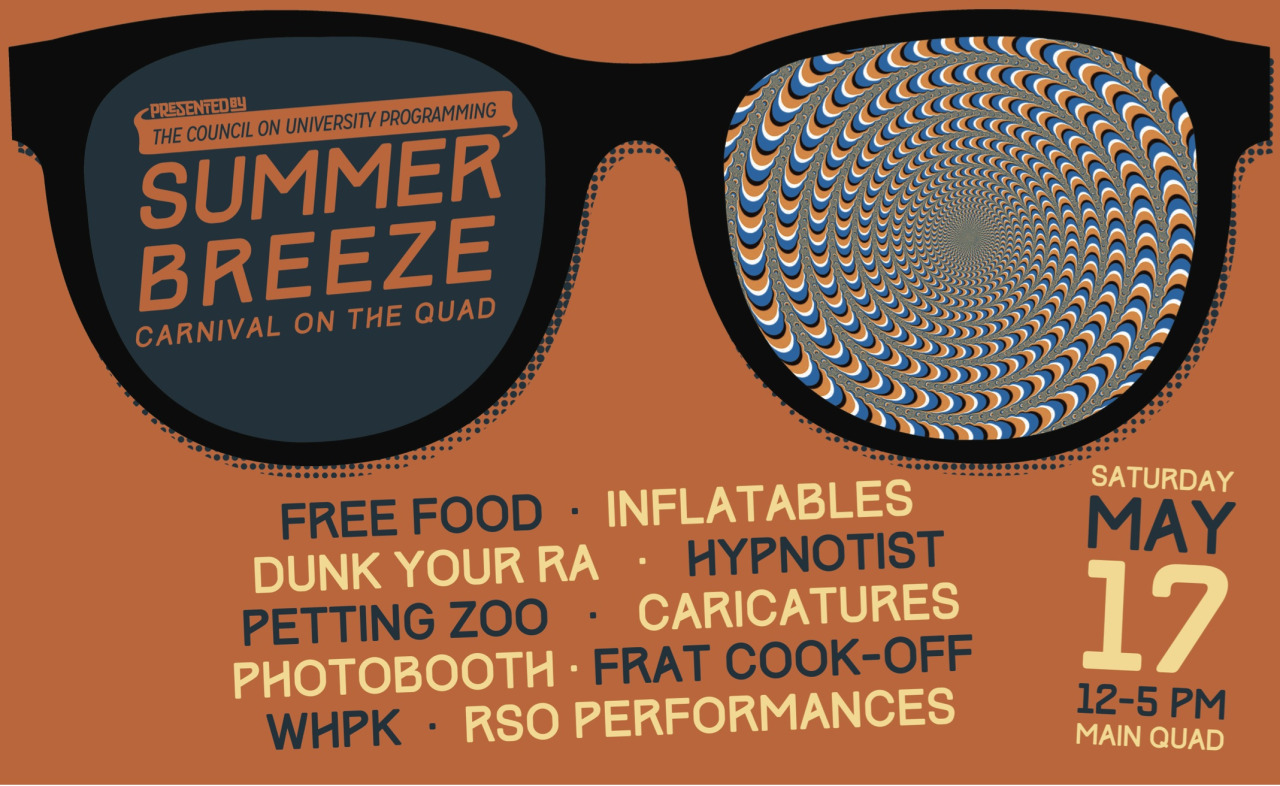 PRESENTED BY
THE COUNCIL ON UNIVERSITY PROGRAMMING
SUMMER
BREEZE
CARNIVAL ON THE QUAD
FREE FOOD · INFLATABLES
DUNK YOUR RA · HYPNOTIST
PETTING ZOO · CARICATURES
PHOTOBOOTH · FRAT COOK-OFF
WHPK · RSO PERFORMANCES
SATURDAY
MAY
17
12-5 PM
MAIN QUAD